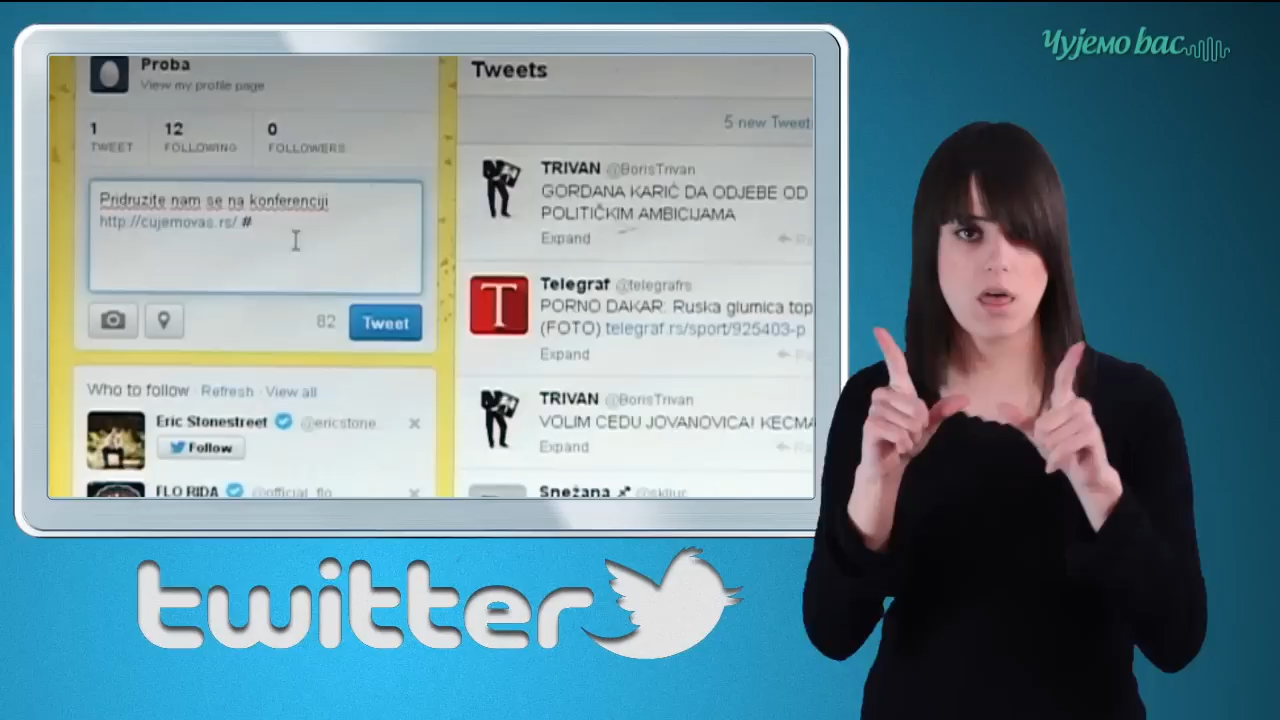 Чујемо вас
Proba
View my profile page
1
TWEET
12
FOLLOWING
0
FOLLOWERS
Pridruzite nam se na konferenciji
http://cujemovas.rs/ #
82
Tweet
Who to follow · Refresh · View all
Eric Stonestreet @ericstone
Follow
FLO RIDA @official_flo
Tweets
5 new Tweet
TRIVAN @BorisTrivan
GORDANA KARIĆ DA ODJEBE OD
POLITIČKIM AMBICIJAMA
Expand
Telegraf @telegrafrs
PORNO DAKAR: Ruska glumica top
(FOTO) telegraf.rs/sport/925403-p
Expand
TRIVAN @BorisTrivan
VOLIM CEDU JOVANOVICA! KECMA
Expand
Snežana
twitter